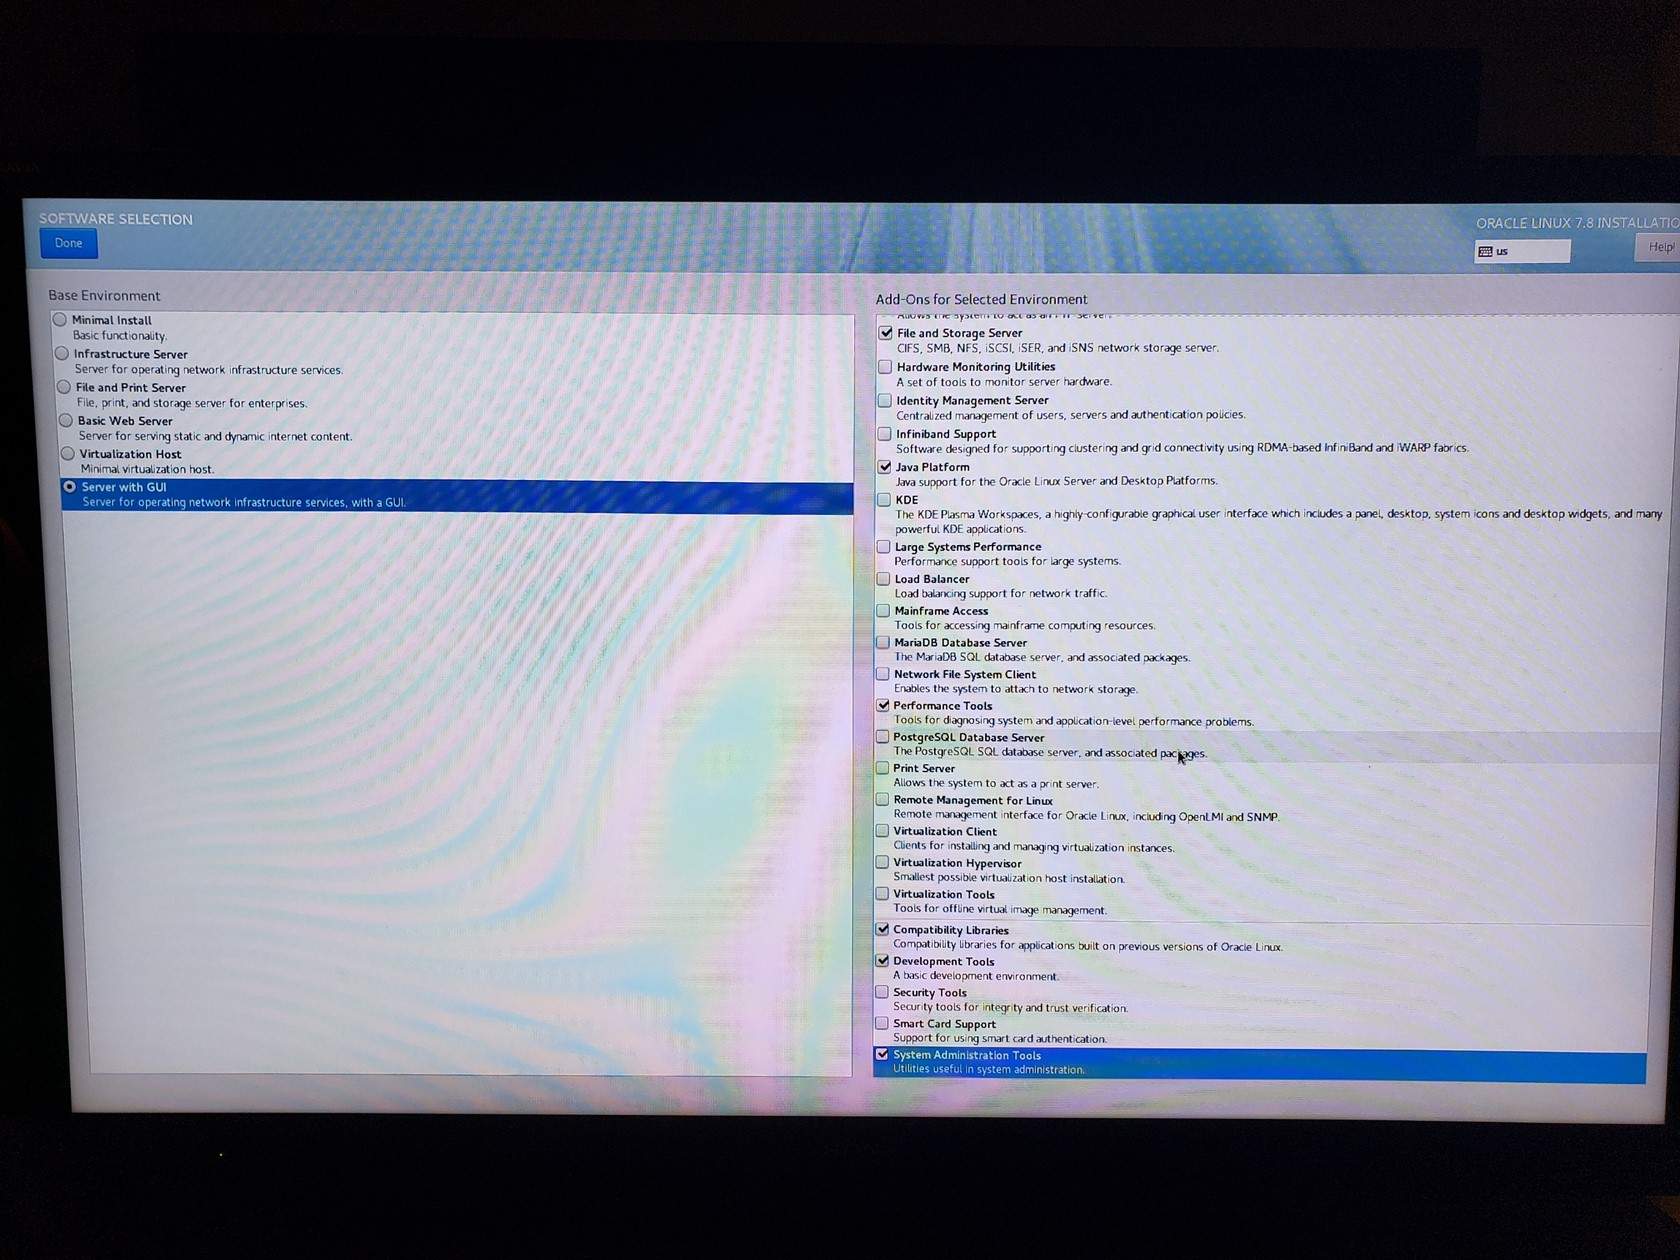 SOFTWARE SELECTION
Done
ORACLE LINUX 7.8 INSTALLATIO
us
Help!
Base Environment
Minimal Install
Basic functionality.
Infrastructure Server
Server for operating network infrastructure services.
File and Print Server
File, print, and storage server for enterprises.
Basic Web Server
Server for serving static and dynamic internet content.
Virtualization Host
Minimal virtualization host.
Server with GUI
Server for operating network infrastructure services, with a GUI.
Add-Ons for Selected Environment
Allows the system to act as an FTP server.
File and Storage Server
CIFS, SMB, NFS, iSCSI, iSER, and iSNS network storage server.
Hardware Monitoring Utilities
A set of tools to monitor server hardware.
Identity Management Server
Centralized management of users, servers and authentication policies.
Infiniband Support
Software designed for supporting clustering and grid connectivity using RDMA-based InfiniBand and iWARP fabrics.
Java Platform
Java support for the Oracle Linux Server and Desktop Platforms.
KDE
The KDE Plasma Workspaces, a highly-configurable graphical user interface which includes a panel, desktop, system icons and desktop widgets, and many
powerful KDE applications.
Large Systems Performance
Performance support tools for large systems.
Load Balancer
Load balancing support for network traffic.
Mainframe Access
Tools for accessing mainframe computing resources.
MariaDB Database Server
The MariaDB SQL database server, and associated packages.
Network File System Client
Enables the system to attach to network storage.
Performance Tools
Tools for diagnosing system and application-level performance problems.
PostgreSQL Database Server
The PostgreSQL SQL database server, and associated packages.
Print Server
Allows the system to act as a print server.
Remote Management for Linux
Remote management interface for Oracle Linux, including OpenLMI and SNMP.
Virtualization Client
Clients for installing and managing virtualization instances.
Virtualization Hypervisor
Smallest possible virtualization host installation.
Virtualization Tools
Tools for offline virtual image management.
Compatibility Libraries
Compatibility libraries for applications built on previous versions of Oracle Linux.
Development Tools
A basic development environment.
Security Tools
Security tools for integrity and trust verification.
Smart Card Support
Support for using smart card authentication.
System Administration Tools
Utilities useful in system administration.